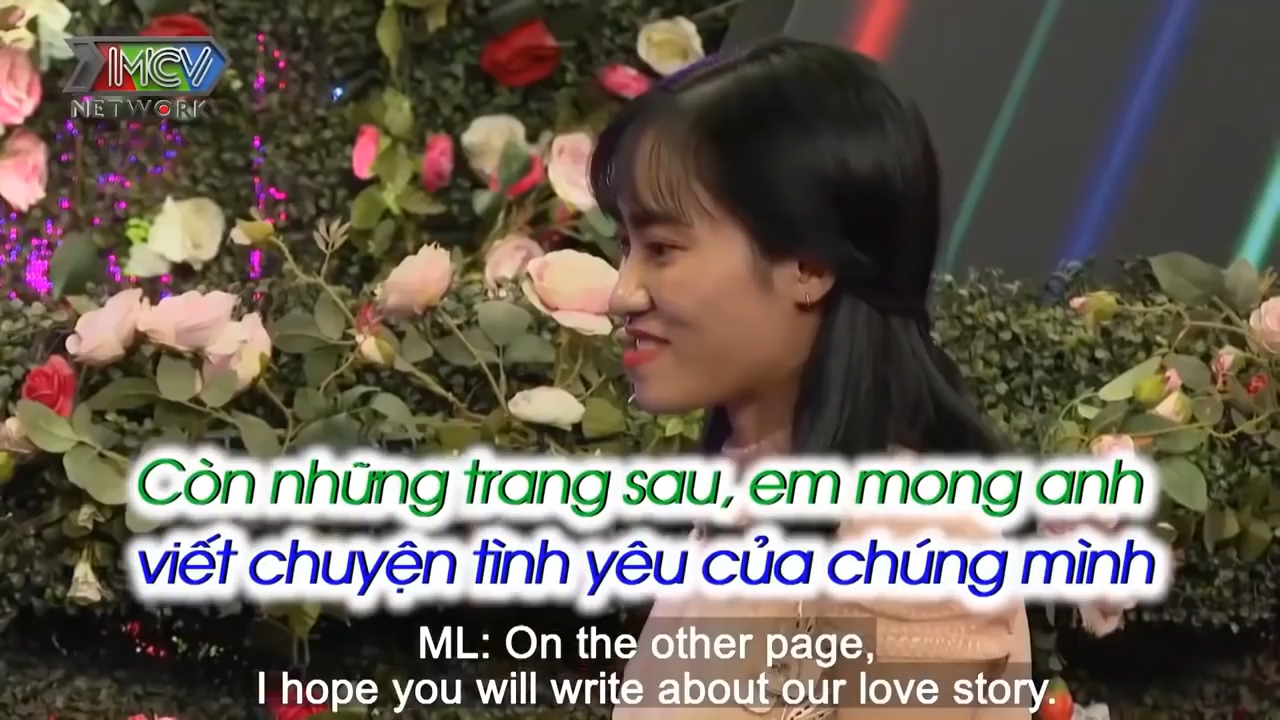 MCV
NETWORK
Còn những trang sau, em mong anh
viết chuyện tình yêu của chúng mình
ML: On the other page,
I hope you will write about our love story.